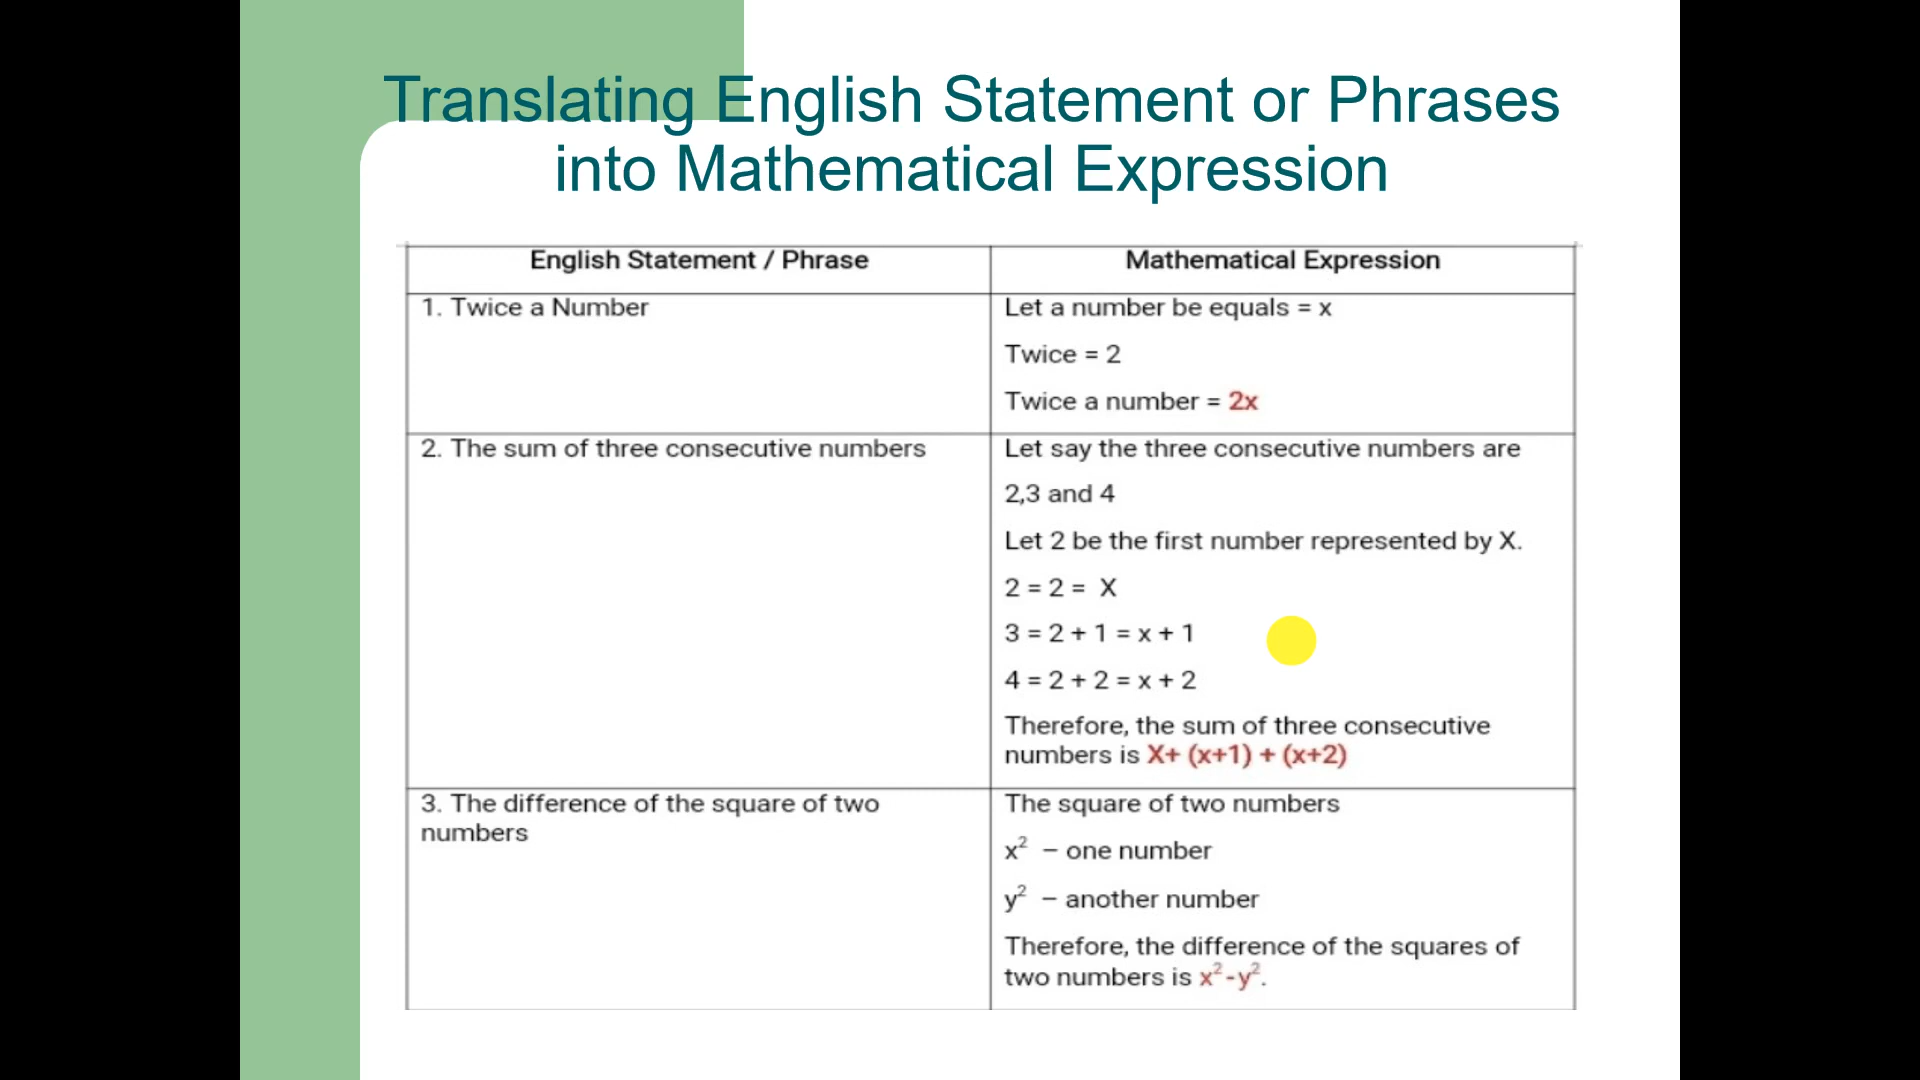 Translating English Statement or Phrases
into Mathematical Expression
English Statement / Phrase
Mathematical Expression
1. Twice a Number
Let a number be equals = x
Twice = 2
Twice a number = 2x
2. The sum of three consecutive numbers
Let say the three consecutive numbers are
2,3 and 4
Let 2 be the first number represented by X.
2 = 2 = X
3 = 2 + 1 = x + 1
4 = 2 + 2 = x + 2
Therefore, the sum of three consecutive
numbers is X+ (x+1) + (x+2)
3. The difference of the square of two
numbers
The square of two numbers
x² – one number
y² – another number
Therefore, the difference of the squares of
two numbers is x²-y².